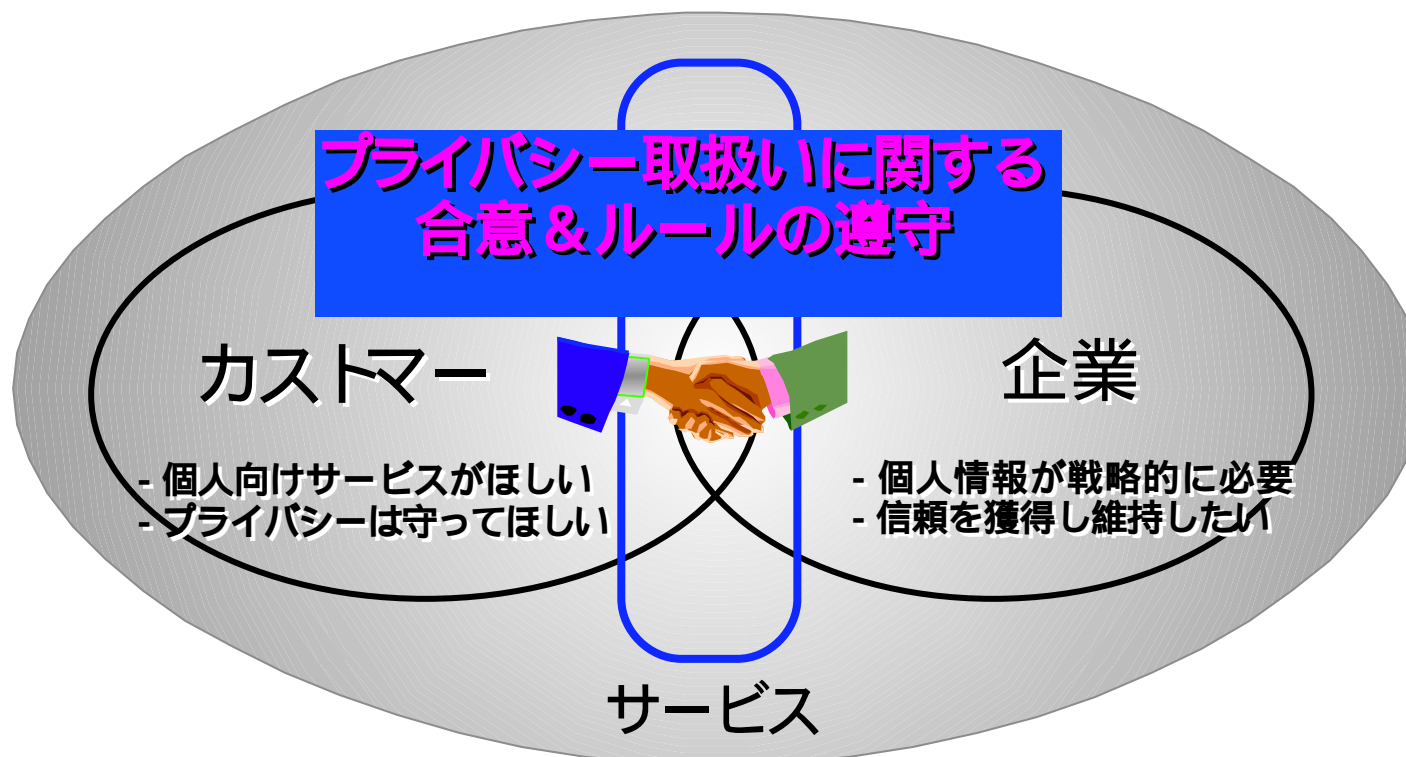 プライバシー取扱いに関する
合意＆ルールの遵守
カストマー
企業
- 個人向けサービスがほしい
- プライバシーは守ってほしい
- 個人情報が戦略的に必要
- 信頼を獲得し維持したい
サービス